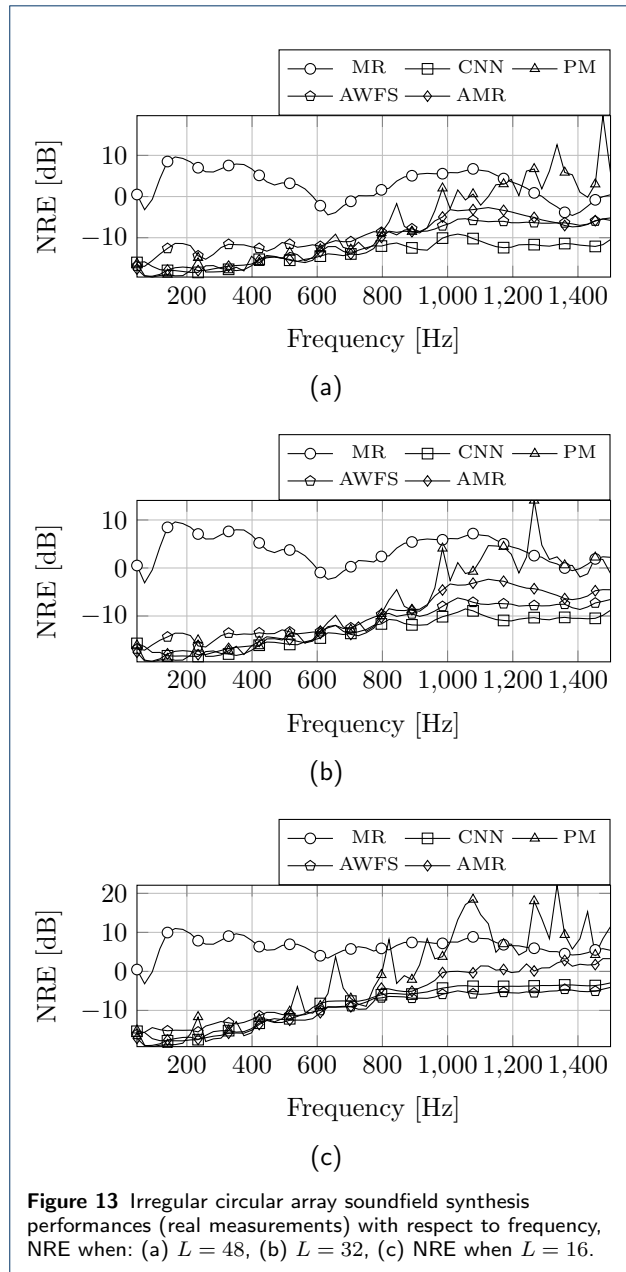 MR CNN PM
AWFS AMR
10
0
−10
NRE [dB]
200 400 600 800 1,000 1,200 1,400
Frequency [Hz]
(a)
MR CNN PM
AWFS AMR
10
0
−10
NRE [dB]
200 400 600 800 1,000 1,200 1,400
Frequency [Hz]
(b)
MR CNN PM
AWFS AMR
20
10
0
−10
NRE [dB]
200 400 600 800 1,000 1,200 1,400
Frequency [Hz]
(c)
Figure 13 Irregular circular array soundfield synthesis
performances (real measurements) with respect to frequency,
NRE when: (a) L = 48, (b) L = 32, (c) NRE when L = 16.